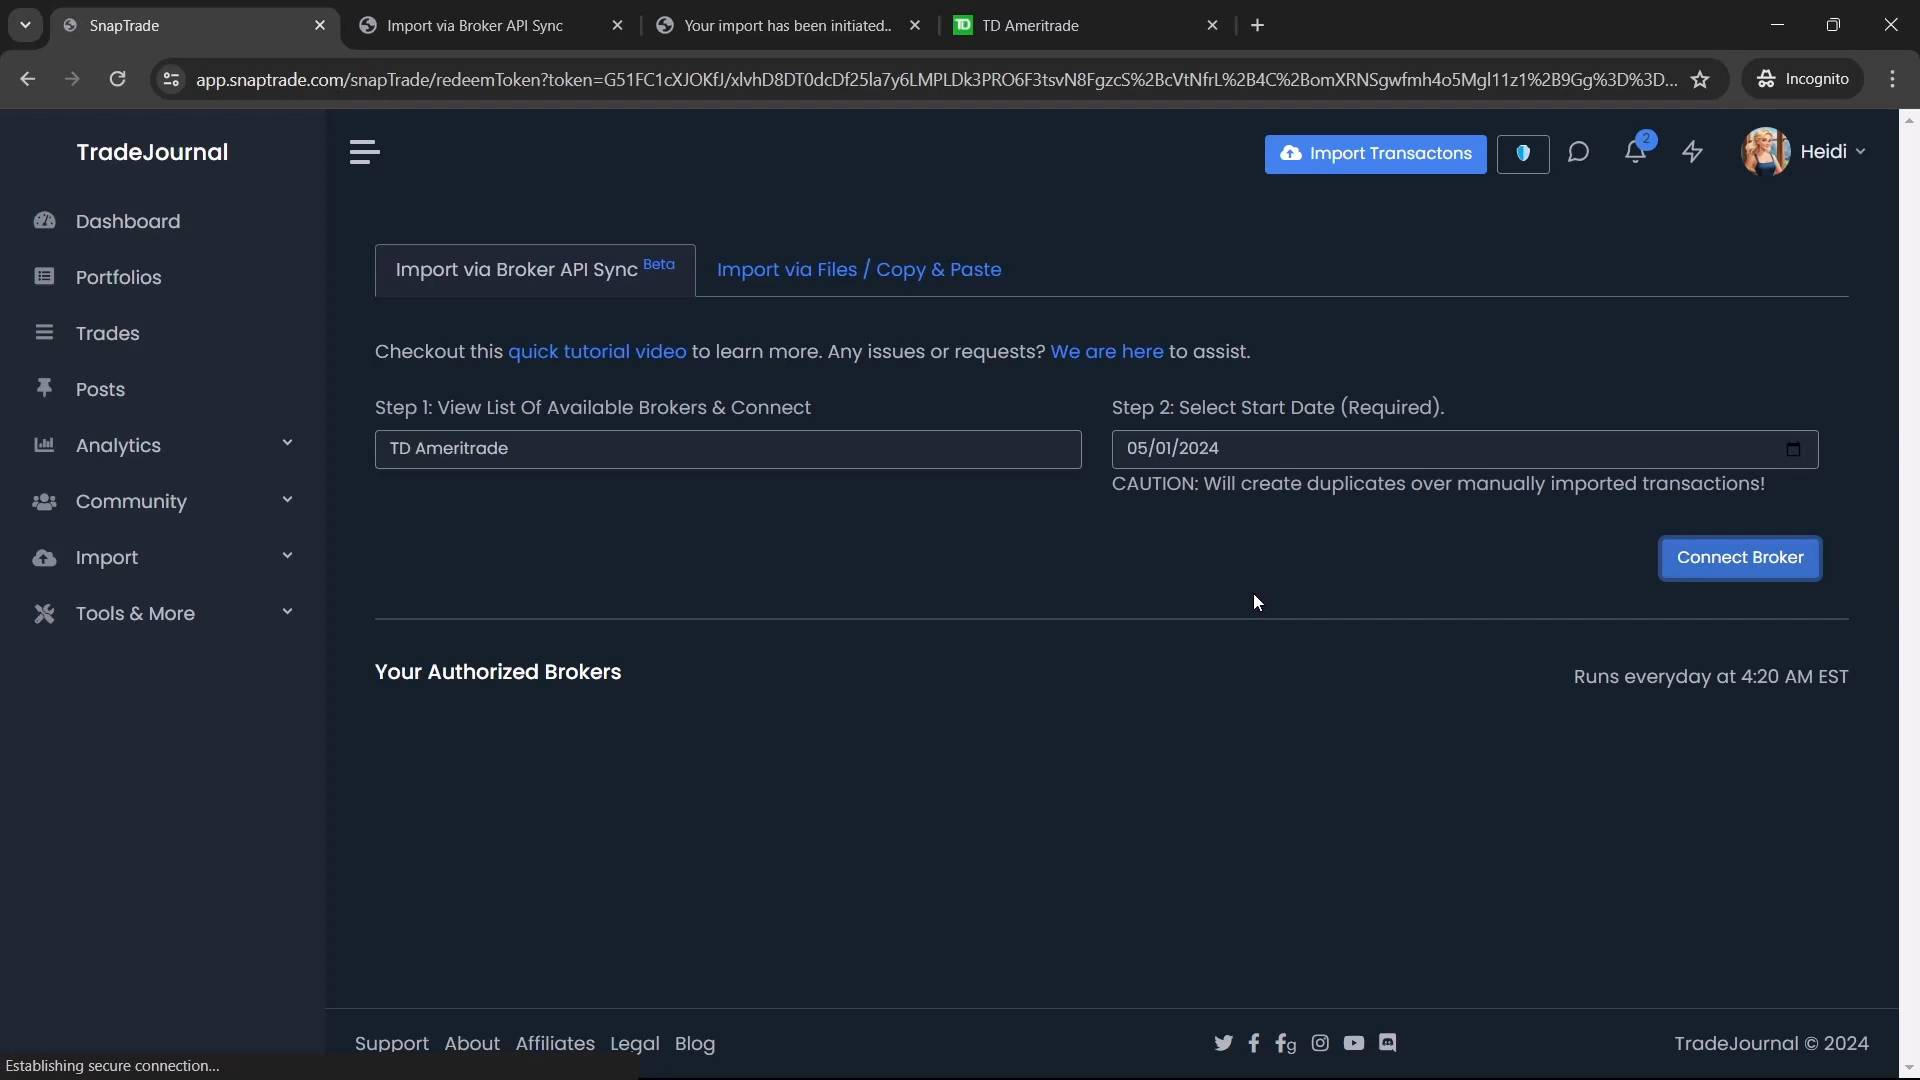 SnapTrade
Import via Broker API Sync
Your import has been initiated..
TD
TD Ameritrade
app.snaptrade.com/snapTrade/redeemToken?token=G51FC1cXJOKfJ/xlvhD8DT0dcDf25la7y6LMPLDk3PRO6F3tsvN8FgzcS%2BcVtNfrL%2B4C%2BomXRNSgwfmh4o5Mgl11z1%2B9Gg%3D%3D...
Incognito
TradeJournal
Import Transactons
2
Heidi
Dashboard
Portfolios
Trades
Posts
Analytics
Community
Import
Tools & More
Import via Broker API Sync Beta
Import via Files / Copy & Paste
Checkout this quick tutorial video to learn more. Any issues or requests? We are here to assist.
Step 1: View List Of Available Brokers & Connect
TD Ameritrade
Step 2: Select Start Date (Required).
05/01/2024
CAUTION: Will create duplicates over manually imported transactions!
Connect Broker
Your Authorized Brokers
Runs everyday at 4:20 AM EST
Support About Affiliates Legal Blog
TradeJournal © 2024
Establishing secure connection...